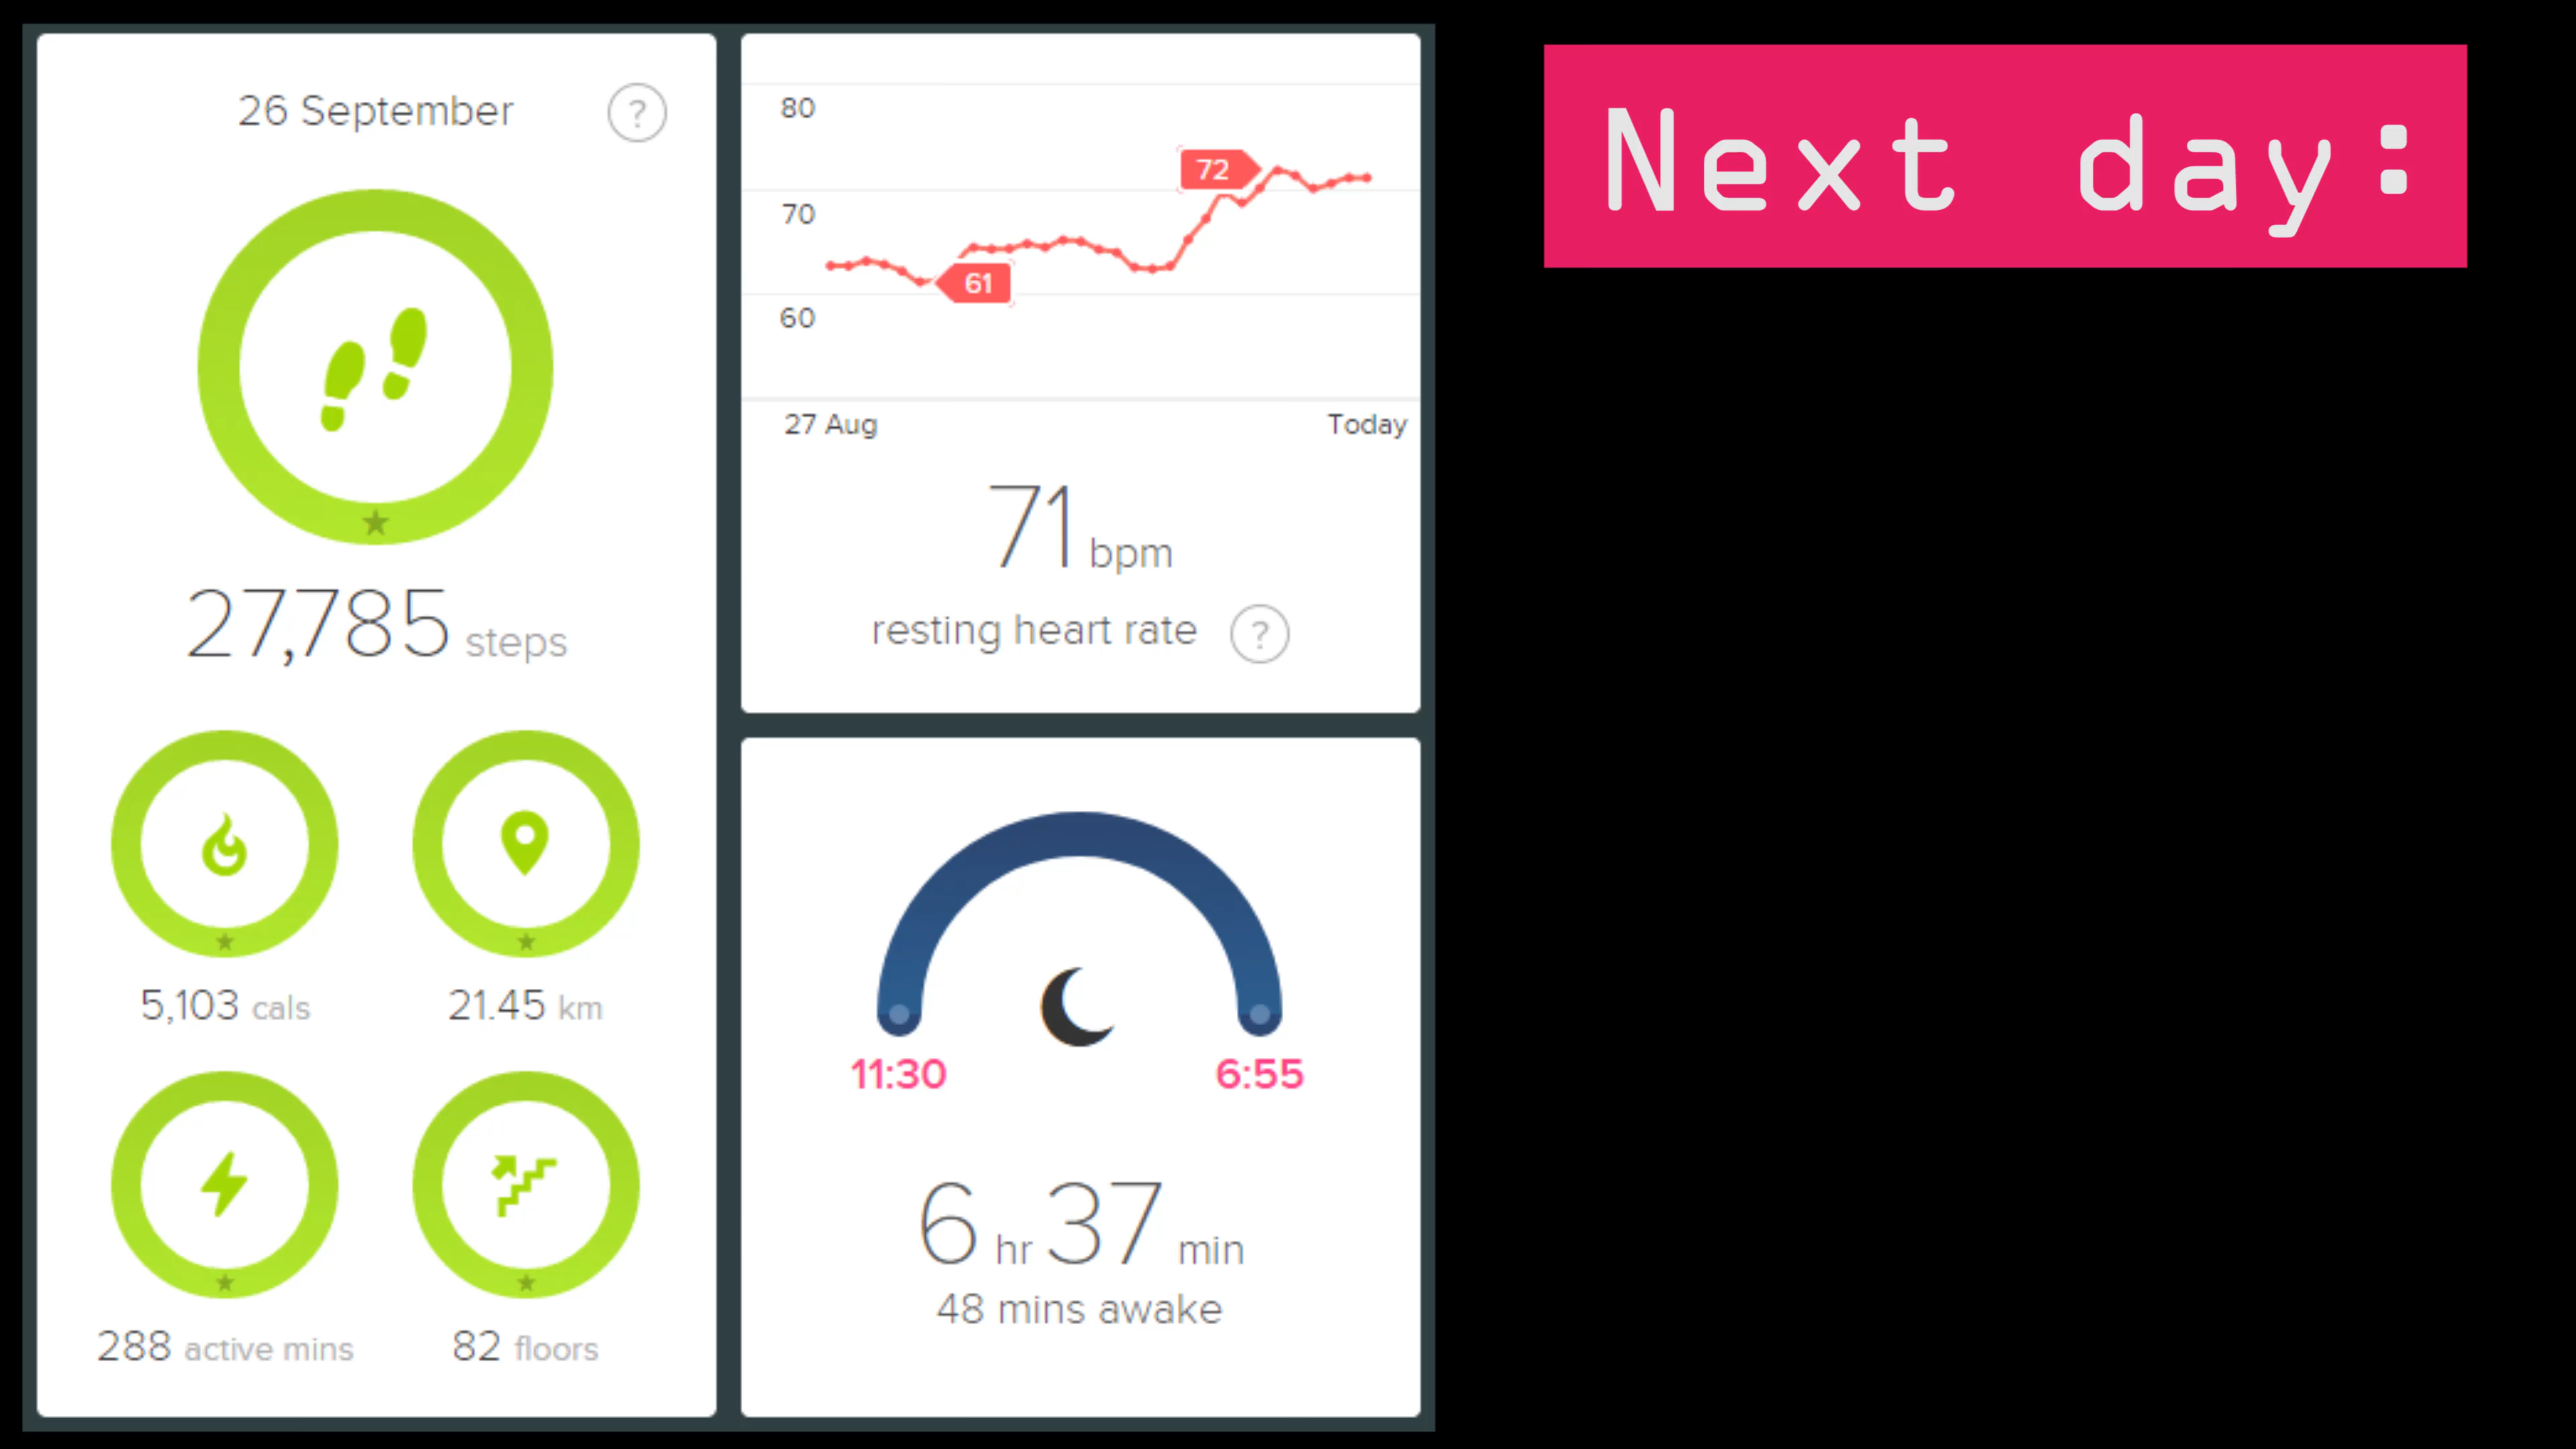 26 September
?
27,785 steps
5,103 cals
21.45 km
288 active mins
82 floors
80
72
70
61
60
27 Aug
Today
71 bpm
resting heart rate ?
11:30
6:55
6 hr 37 min
48 mins awake
Next day: